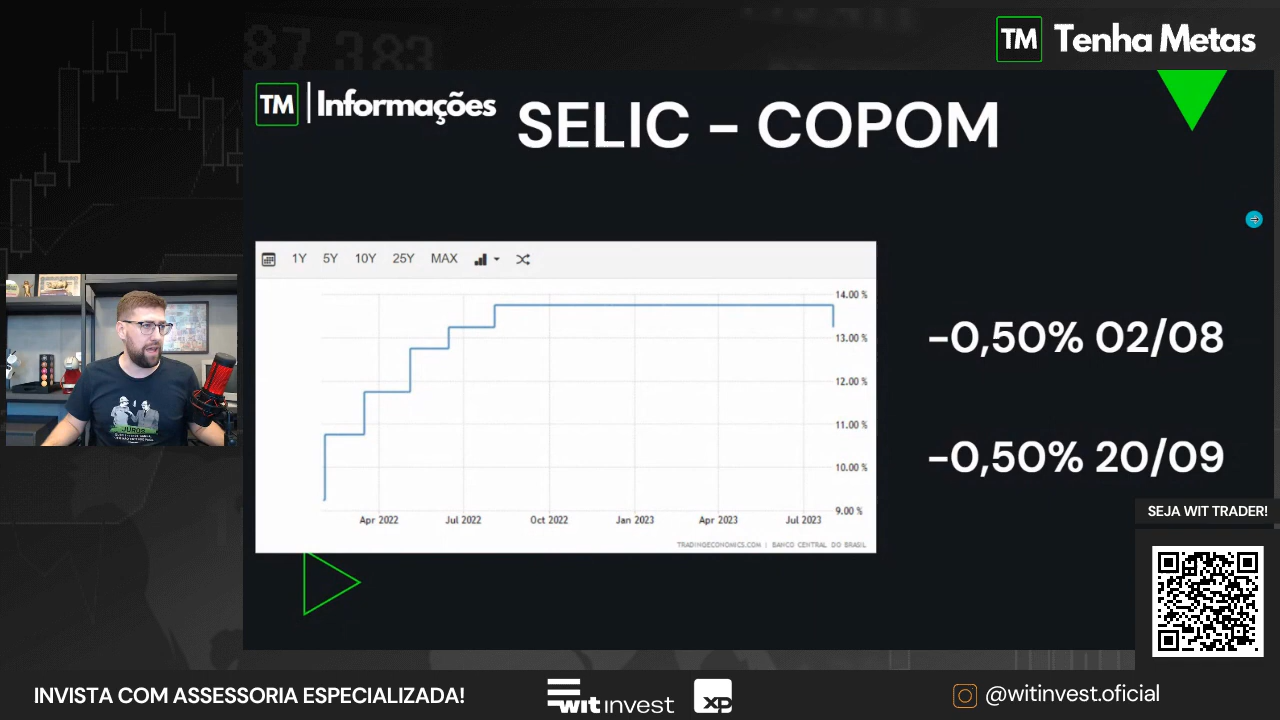 TM Tenha Metas
TM Informações
SELIC - COPOM
1Y 5Y 10Y 25Y MAX
14.00 %
13.00 %
12.00 %
11.00 %
10.00 %
9.00 %
Apr 2022 Jul 2022 Oct 2022 Jan 2023 Apr 2023 Jul 2023
TRADINGECONOMICS.COM | BANCO CENTRAL DO BRASIL
-0,50% 02/08
-0,50% 20/09
JUROS
SEJA WIT TRADER!
INVISTA COM ASSESSORIA ESPECIALIZADA!
wit invest
XP
@witinvest.oficial